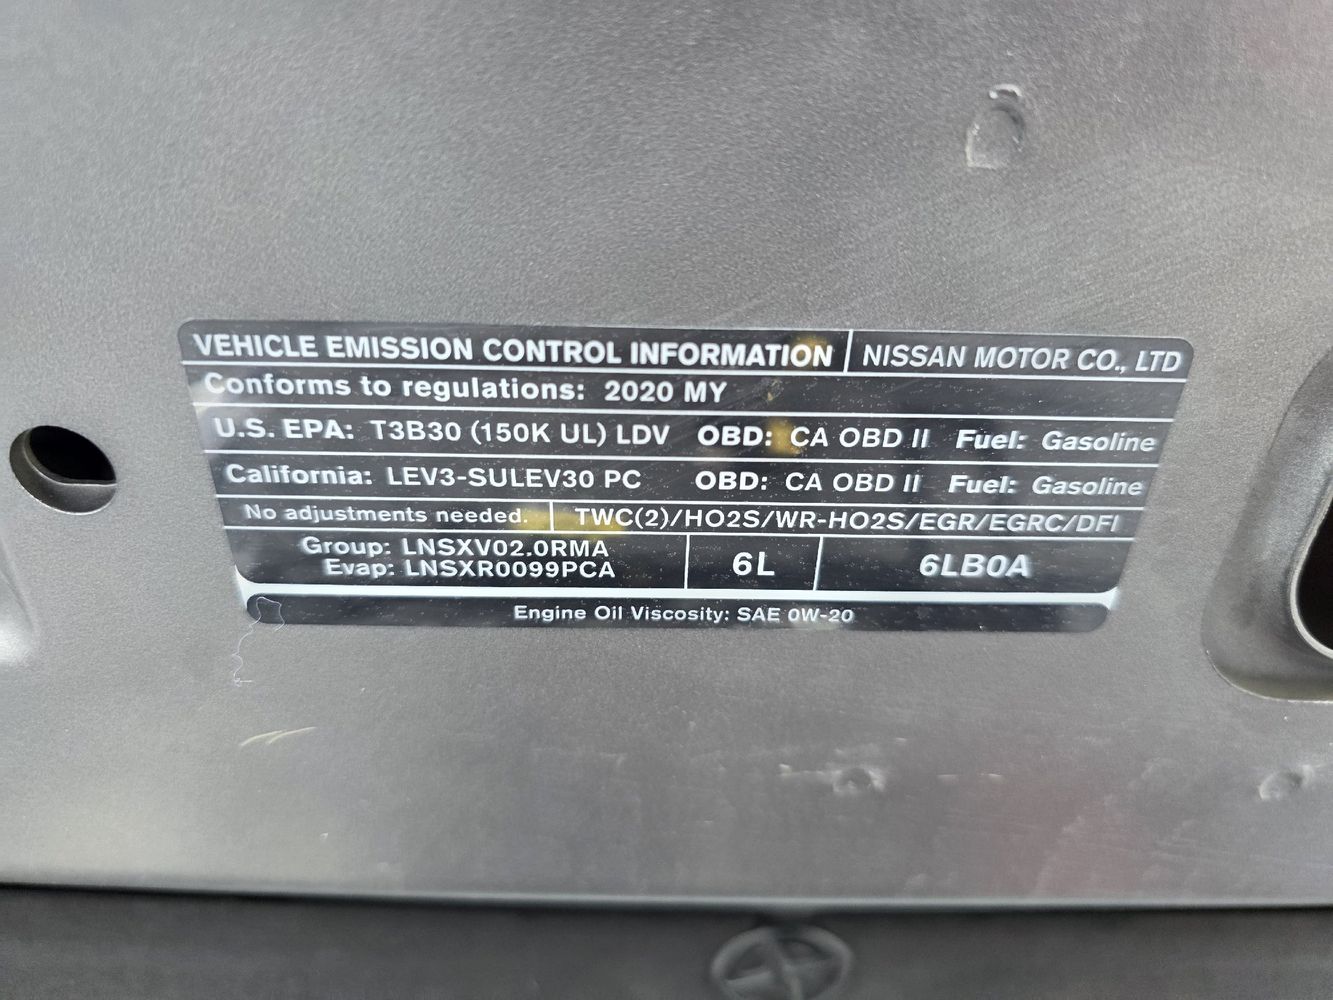 VEHICLE EMISSION CONTROL INFORMATION NISSAN MOTOR CO., LTD
Conforms to regulations: 2020 MY
U.S. EPA: T3B30 (150K UL) LDV OBD: CA OBD II Fuel: Gasoline
California: LEV3-SULEV30 PC OBD: CA OBD II Fuel: Gasoline
No adjustments needed. TWC(2)/HO2S/WR-HO2S/EGR/EGRC/DFI
Group: LNSXV02.0RMA
Evap: LNSXR0099PCA 6L 6LB0A
Engine Oil Viscosity: SAE 0W-20